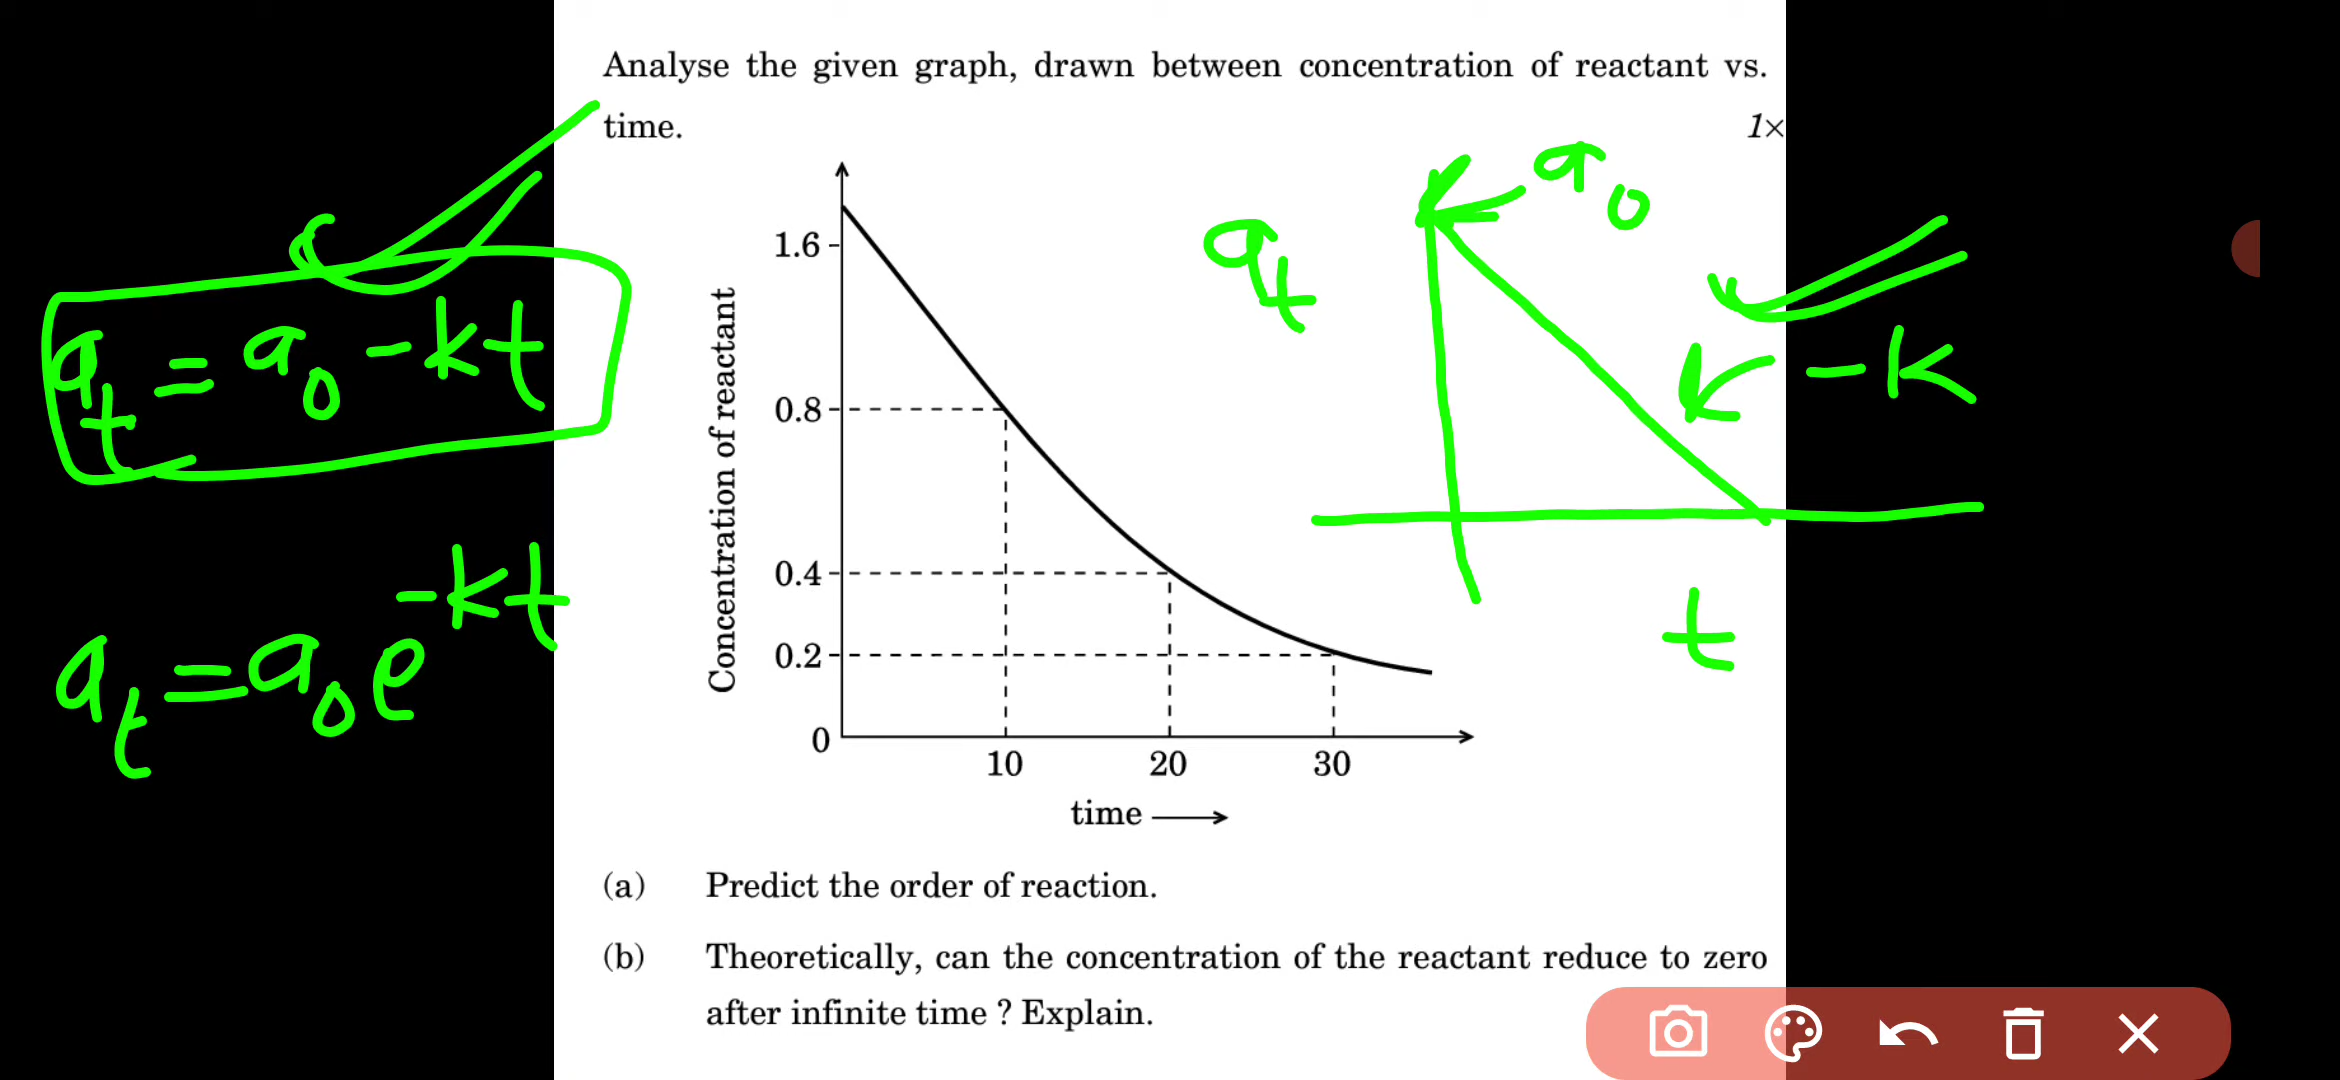 Analyse the given graph, drawn between concentration of reactant vs.
time.
1×
1.6
0.8
0.4
0.2
0
Concentration of reactant
10 20 30
time
a₀
aₜ
-k
t
aₜ = a₀ - kt
aₜ = a₀e^-kt
(a) Predict the order of reaction.
(b) Theoretically, can the concentration of the reactant reduce to zero
after infinite time ? Explain.